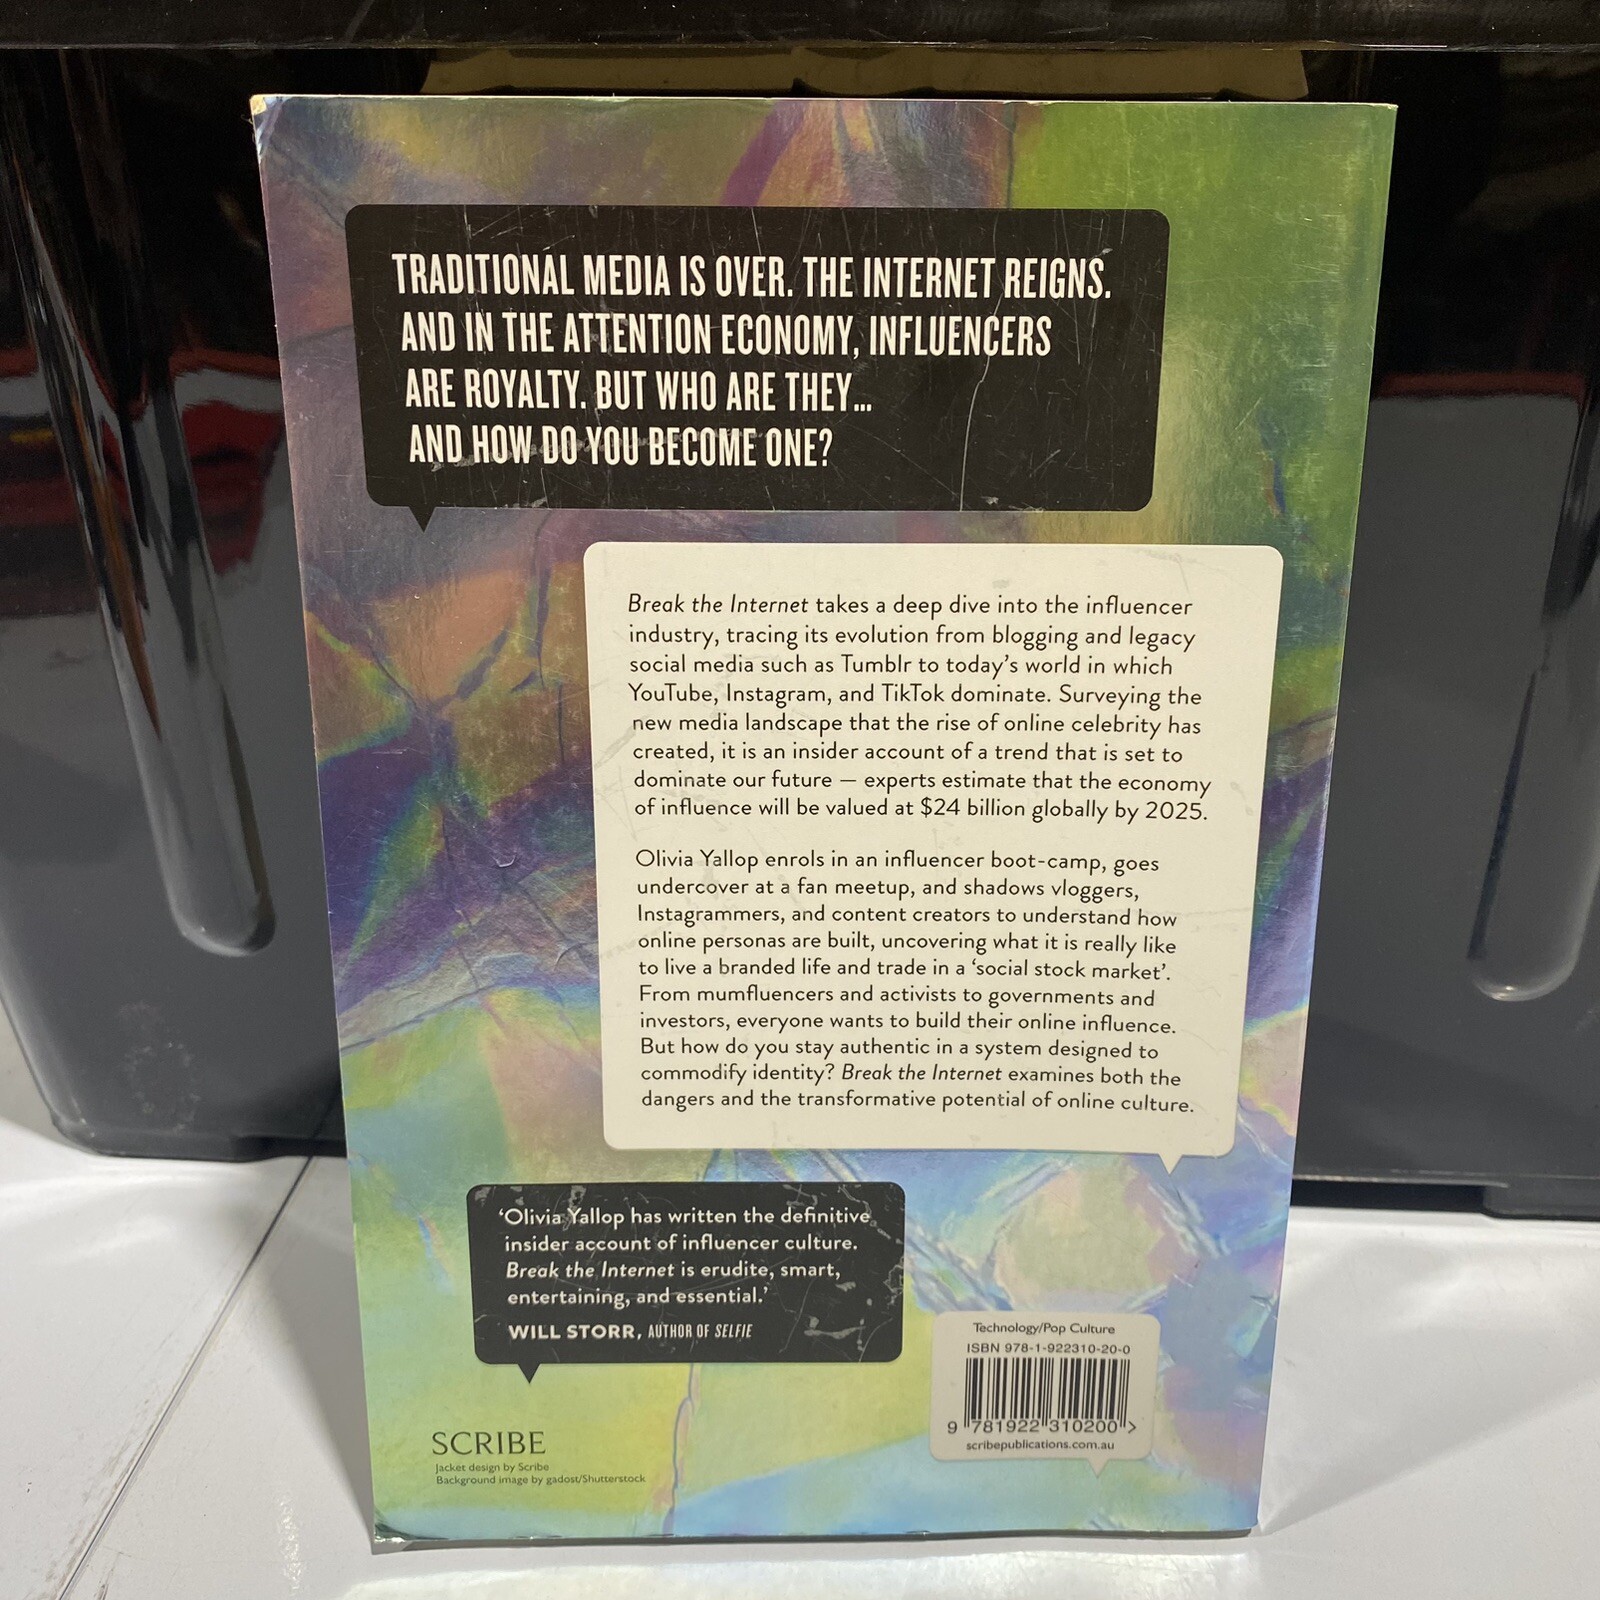 TRADITIONAL MEDIA IS OVER. THE INTERNET REIGNS.
AND IN THE ATTENTION ECONOMY, INFLUENCERS
ARE ROYALTY. BUT WHO ARE THEY...
AND HOW DO YOU BECOME ONE?
Break the Internet takes a deep dive into the influencer
industry, tracing its evolution from blogging and legacy
social media such as Tumblr to today's world in which
YouTube, Instagram, and TikTok dominate. Surveying the
new media landscape that the rise of online celebrity has
created, it is an insider account of a trend that is set to
dominate our future — experts estimate that the economy
of influence will be valued at $24 billion globally by 2025.
Olivia Yallop enrols in an influencer boot-camp, goes
undercover at a fan meetup, and shadows vloggers,
Instagrammers, and content creators to understand how
online personas are built, uncovering what it is really like
to live a branded life and trade in a 'social stock market'.
From mumfluencers and activists to governments and
investors, everyone wants to build their online influence.
But how do you stay authentic in a system designed to
commodify identity? Break the Internet examines both the
dangers and the transformative potential of online culture.
'Olivia Yallop has written the definitive
insider account of influencer culture.
Break the Internet is erudite, smart,
entertaining, and essential.'
WILL STORR, AUTHOR OF SELFIE
Technology/Pop Culture
ISBN 978-1-922310-20-0
9 781922 310200 >
scribepublications.com.au
SCRIBE
Jacket design by Scribe
Background image by gadost/Shutterstock